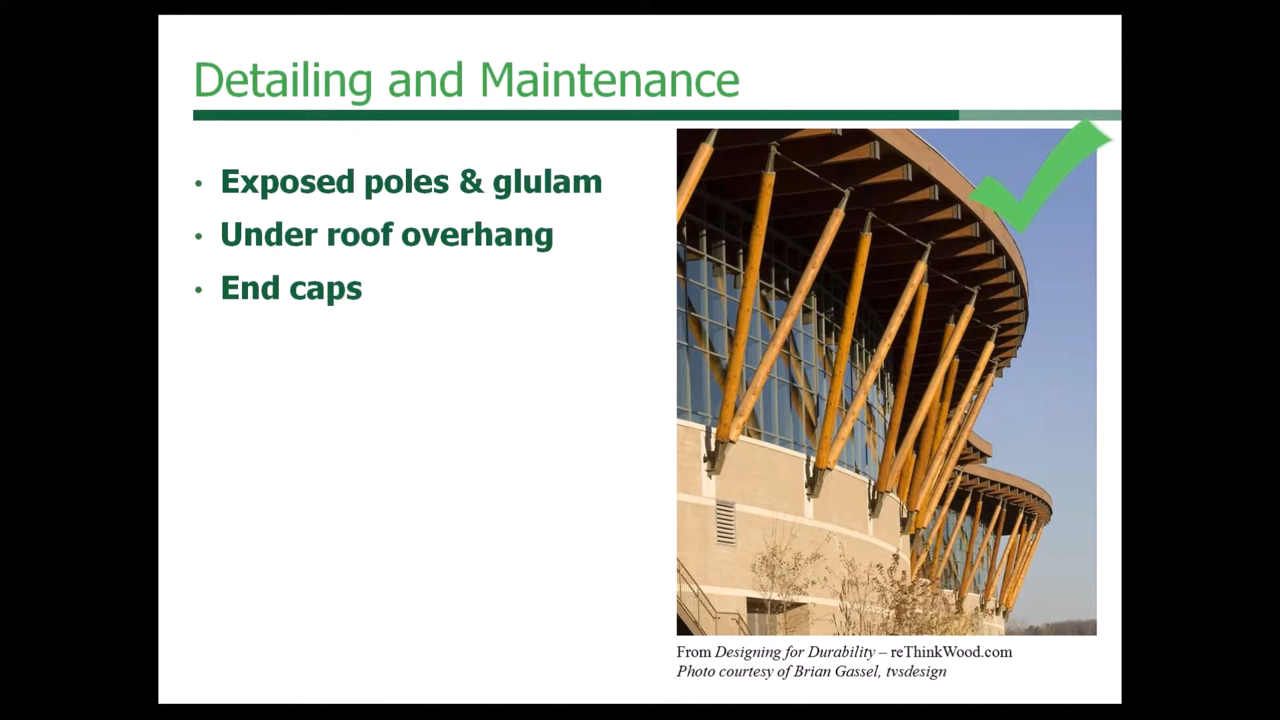 Detailing and Maintenance
• Exposed poles & glulam
• Under roof overhang
• End caps
From Designing for Durability – reThinkWood.com
Photo courtesy of Brian Gassel, tvsdesign